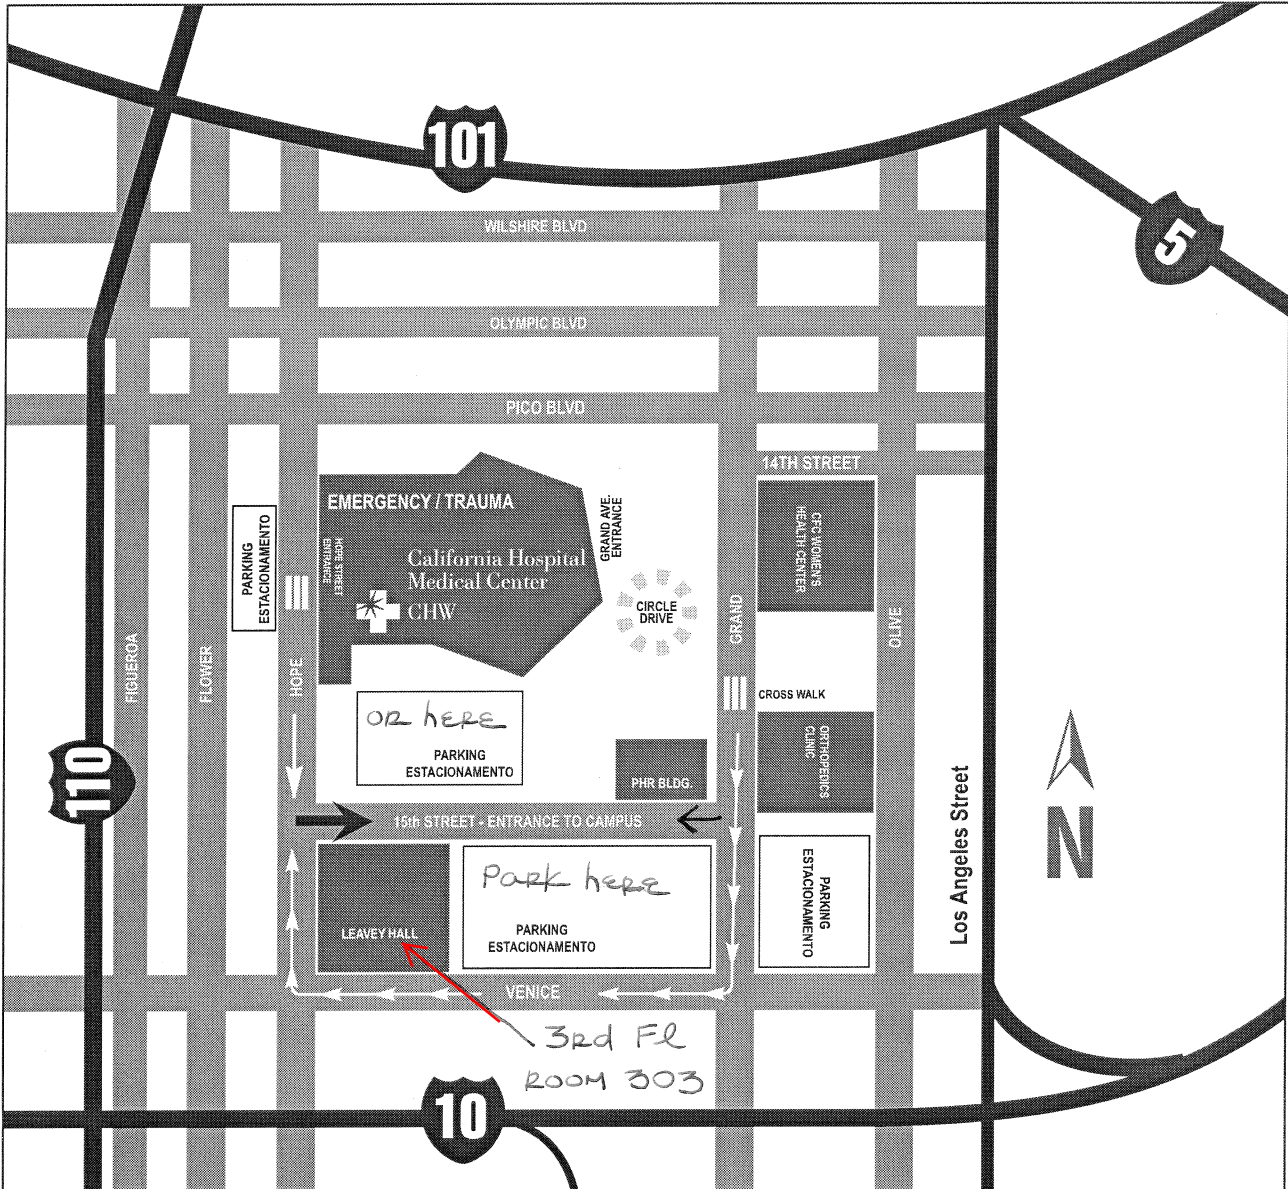 101
5
WILSHIRE BLVD
OLYMPIC BLVD
PICO BLVD
14TH STREET
EMERGENCY / TRAUMA
GRAND AVE.
ENTRANCE
CFC WOMEN'S
HEALTH CENTER
PARKING
ESTACIONAMENTO
HOPE STREET
ENTRANCE
California Hospital
Medical Center
CHW
CIRCLE
DRIVE
FIGUEROA
FLOWER
HOPE
GRAND
OLIVE
CROSS WALK
OR here
PARKING
ESTACIONAMENTO
PHR BLDG.
ORTHOPEDICS
CLINIC
110
15th STREET - ENTRANCE TO CAMPUS
Los Angeles Street
N
LEAVEY HALL
Park here
PARKING
ESTACIONAMENTO
PARKING
ESTACIONAMENTO
VENICE
3rd Fl
Room 303
10